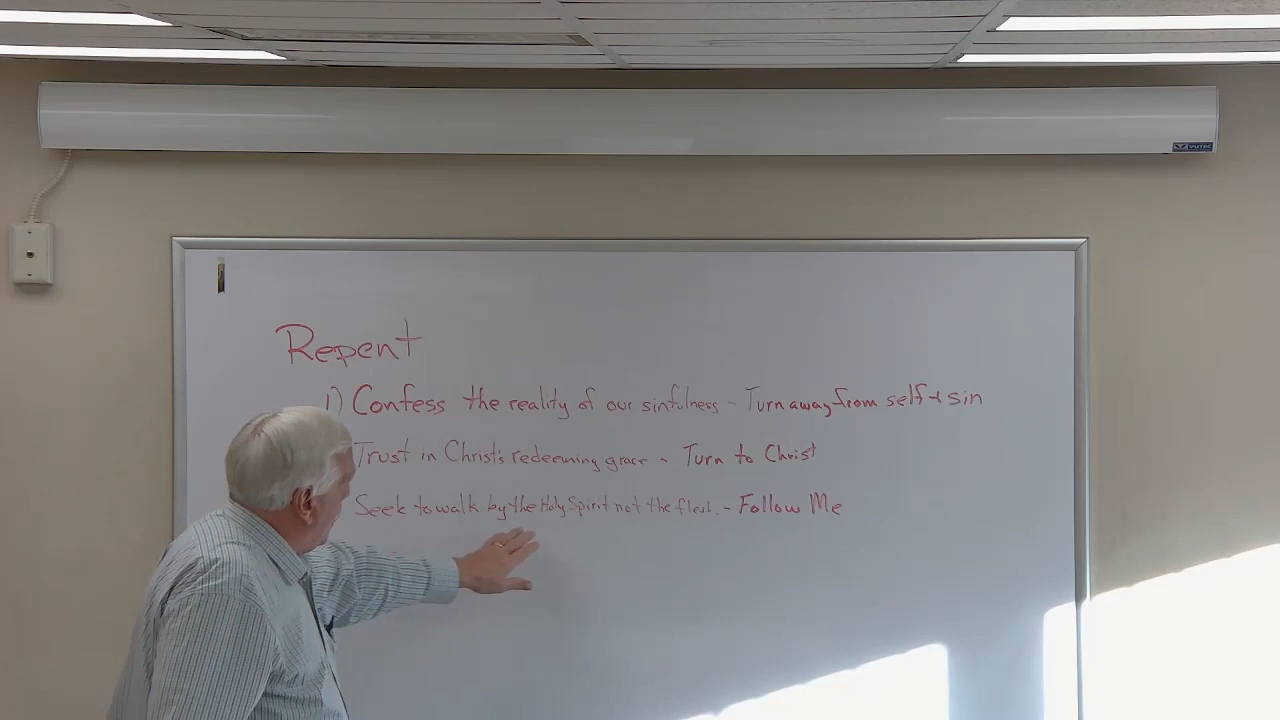 Repent
1) Confess the reality of our sinfulness - Turn away from self + sin
Trust in Christ's redeeming grace - Turn to Christ
Seek to walk by the Holy Spirit not the flesh. - Follow Me
VUTEC